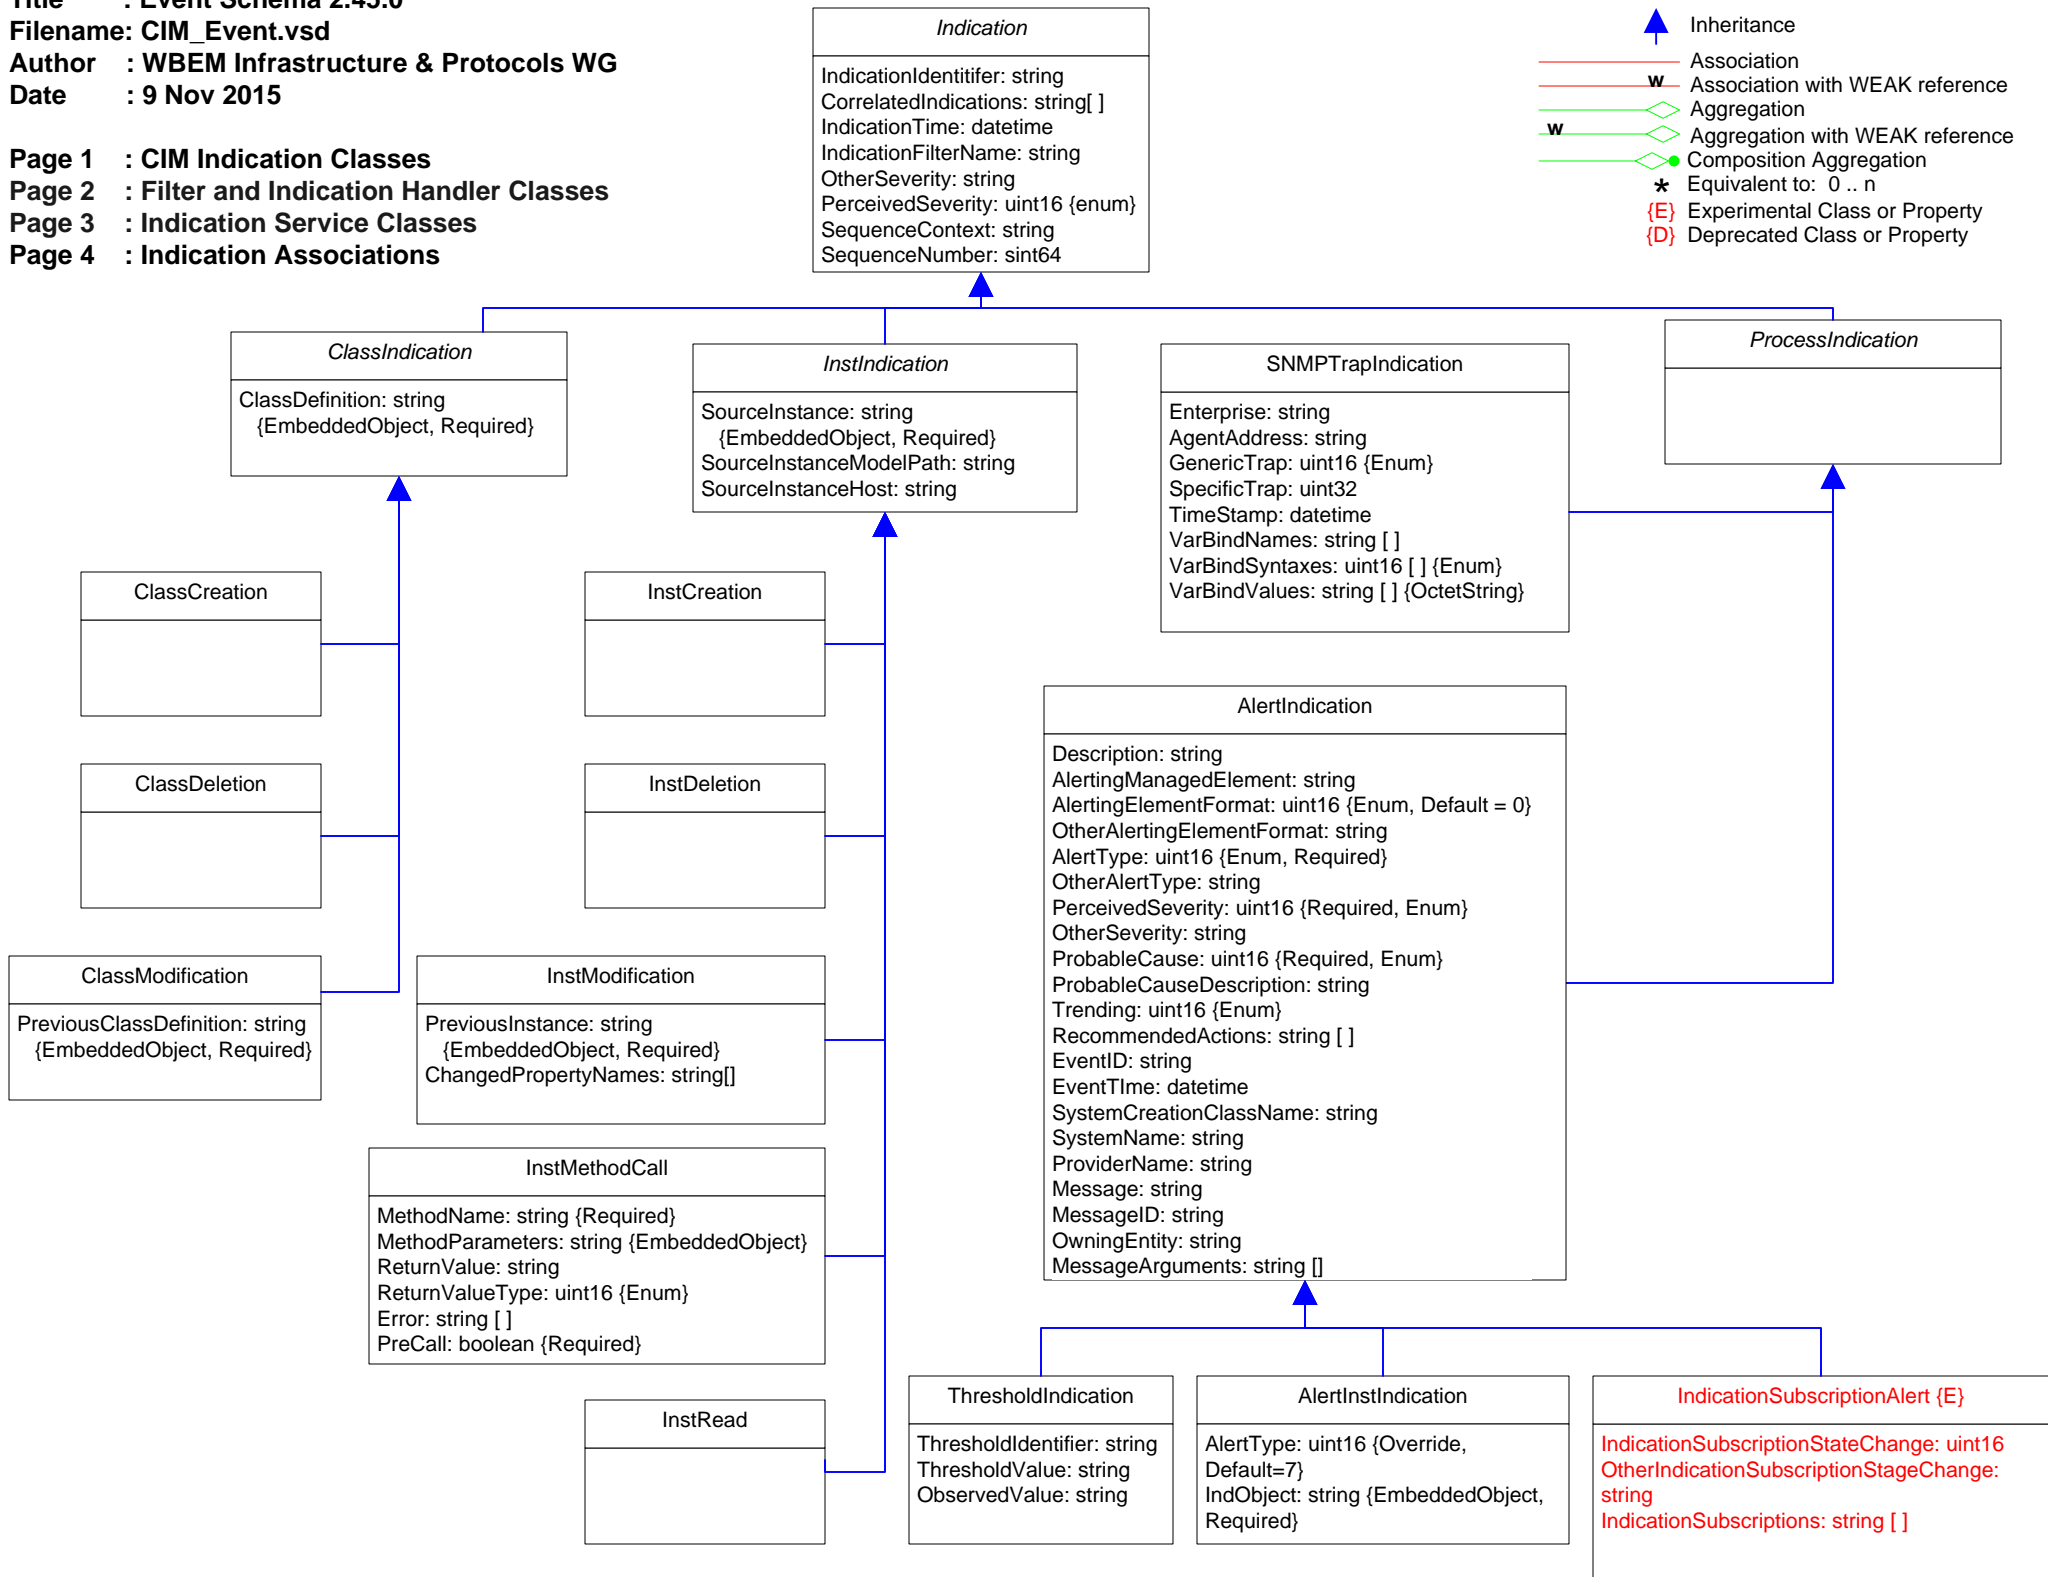 Title : Event Schema 2.45.0
Filename: CIM_Event.vsd
Author : WBEM Infrastructure & Protocols WG
Date : 9 Nov 2015
Page 1 : CIM Indication Classes
Page 2 : Filter and Indication Handler Classes
Page 3 : Indication Service Classes
Page 4 : Indication Associations
Indication
IndicationIdentitifer: string
CorrelatedIndications: string[ ]
IndicationTime: datetime
IndicationFilterName: string
OtherSeverity: string
PerceivedSeverity: uint16 {enum}
SequenceContext: string
SequenceNumber: sint64
Inheritance
Association
w Association with WEAK reference
Aggregation
w Aggregation with WEAK reference
Composition Aggregation
* Equivalent to: 0 .. n
{E} Experimental Class or Property
{D} Deprecated Class or Property
ClassIndication
ClassDefinition: string
{EmbeddedObject, Required}
InstIndication
SourceInstance: string
{EmbeddedObject, Required}
SourceInstanceModelPath: string
SourceInstanceHost: string
SNMPTrapIndication
Enterprise: string
AgentAddress: string
GenericTrap: uint16 {Enum}
SpecificTrap: uint32
TimeStamp: datetime
VarBindNames: string [ ]
VarBindSyntaxes: uint16 [ ] {Enum}
VarBindValues: string [ ] {OctetString}
ProcessIndication
ClassCreation
InstCreation
ClassDeletion
InstDeletion
ClassModification
PreviousClassDefinition: string
{EmbeddedObject, Required}
InstModification
PreviousInstance: string
{EmbeddedObject, Required}
ChangedPropertyNames: string[]
InstMethodCall
MethodName: string {Required}
MethodParameters: string {EmbeddedObject}
ReturnValue: string
ReturnValueType: uint16 {Enum}
Error: string [ ]
PreCall: boolean {Required}
InstRead
AlertIndication
Description: string
AlertingManagedElement: string
AlertingElementFormat: uint16 {Enum, Default = 0}
OtherAlertingElementFormat: string
AlertType: uint16 {Enum, Required}
OtherAlertType: string
PerceivedSeverity: uint16 {Required, Enum}
OtherSeverity: string
ProbableCause: uint16 {Required, Enum}
ProbableCauseDescription: string
Trending: uint16 {Enum}
RecommendedActions: string [ ]
EventID: string
EventTIme: datetime
SystemCreationClassName: string
SystemName: string
ProviderName: string
Message: string
MessageID: string
OwningEntity: string
MessageArguments: string []
ThresholdIndication
ThresholdIdentifier: string
ThresholdValue: string
ObservedValue: string
AlertInstIndication
AlertType: uint16 {Override,
Default=7}
IndObject: string {EmbeddedObject,
Required}
IndicationSubscriptionAlert {E}
IndicationSubscriptionStateChange: uint16
OtherIndicationSubscriptionStageChange:
string
IndicationSubscriptions: string [ ]